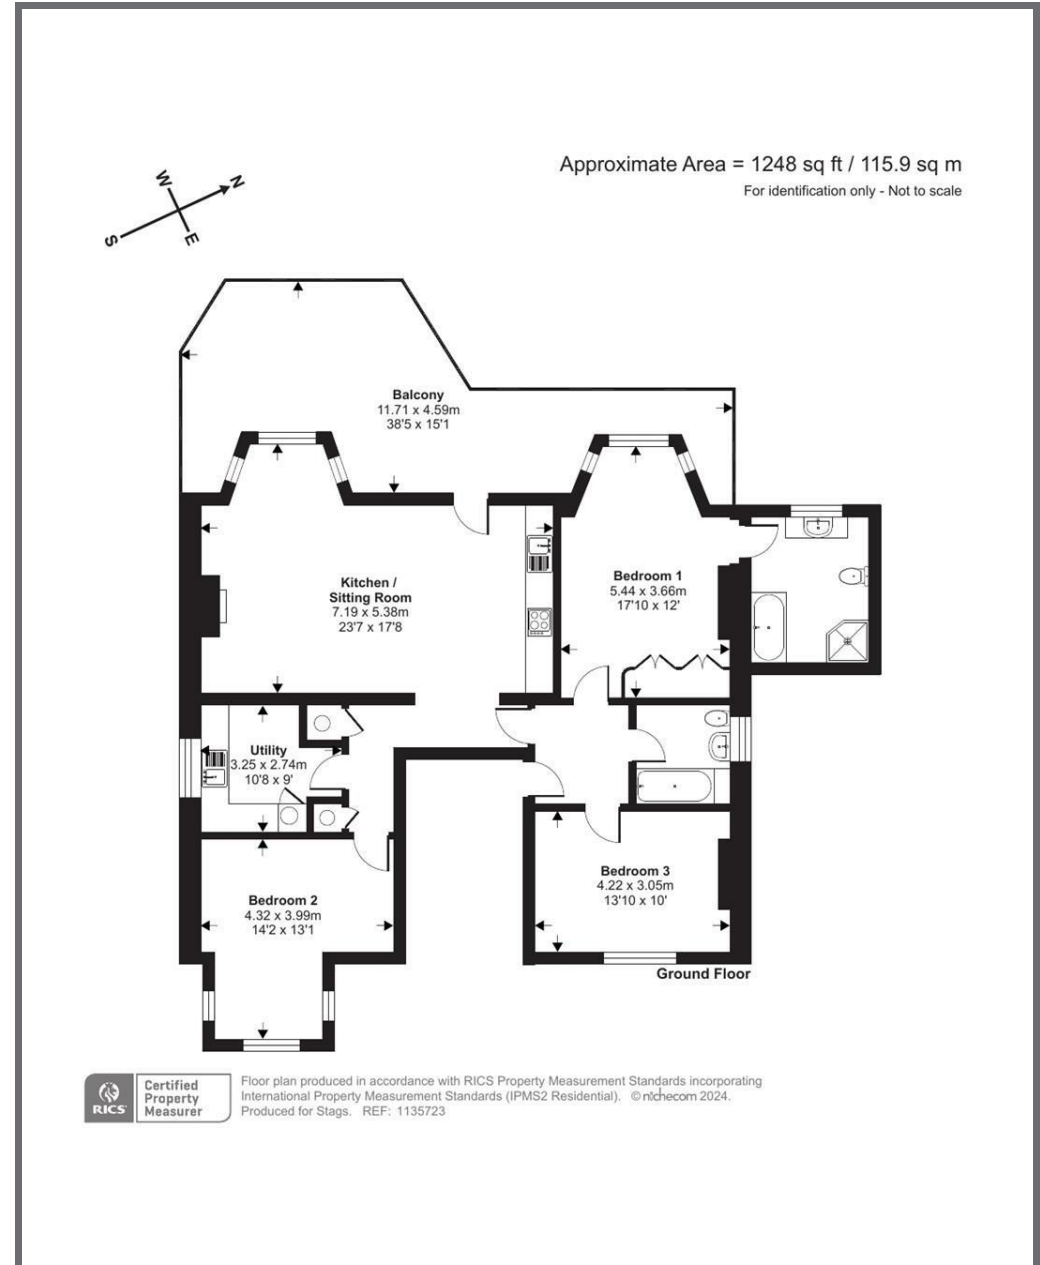 Approximate Area = 1248 sq ft / 115.9 sq m
For identification only - Not to scale
W
N
S
E
Balcony
11.71 x 4.59m
38'5 x 15'1
Kitchen /
Sitting Room
7.19 x 5.38m
23'7 x 17'8
Bedroom 1
5.44 x 3.66m
17'10 x 12'
Utility
3.25 x 2.74m
10'8 x 9'
Bedroom 2
4.32 x 3.99m
14'2 x 13'1
Bedroom 3
4.22 x 3.05m
13'10 x 10'
Ground Floor
RICS
Certified
Property
Measurer
Floor plan produced in accordance with RICS Property Measurement Standards incorporating
International Property Measurement Standards (IPMS2 Residential). © nichecom 2024.
Produced for Stags. REF: 1135723